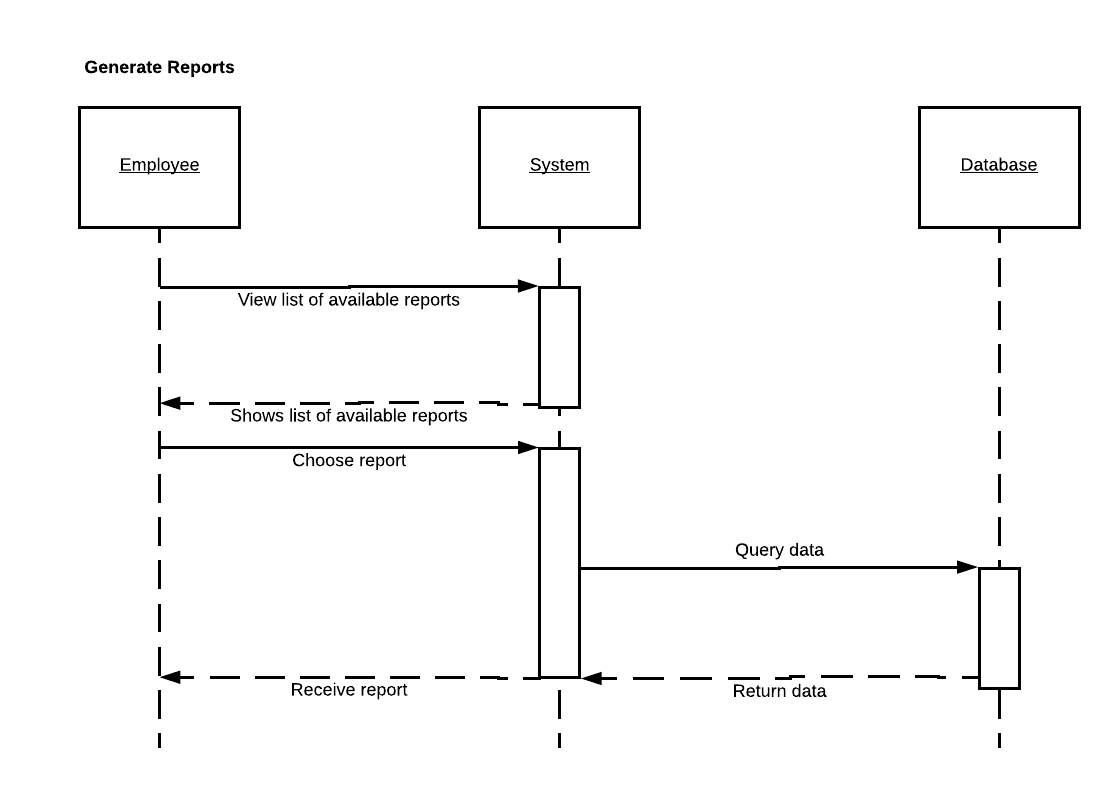 Generate Reports
Employee
System
Database
View list of available reports
Shows list of available reports
Choose report
Query data
Receive report
Return data